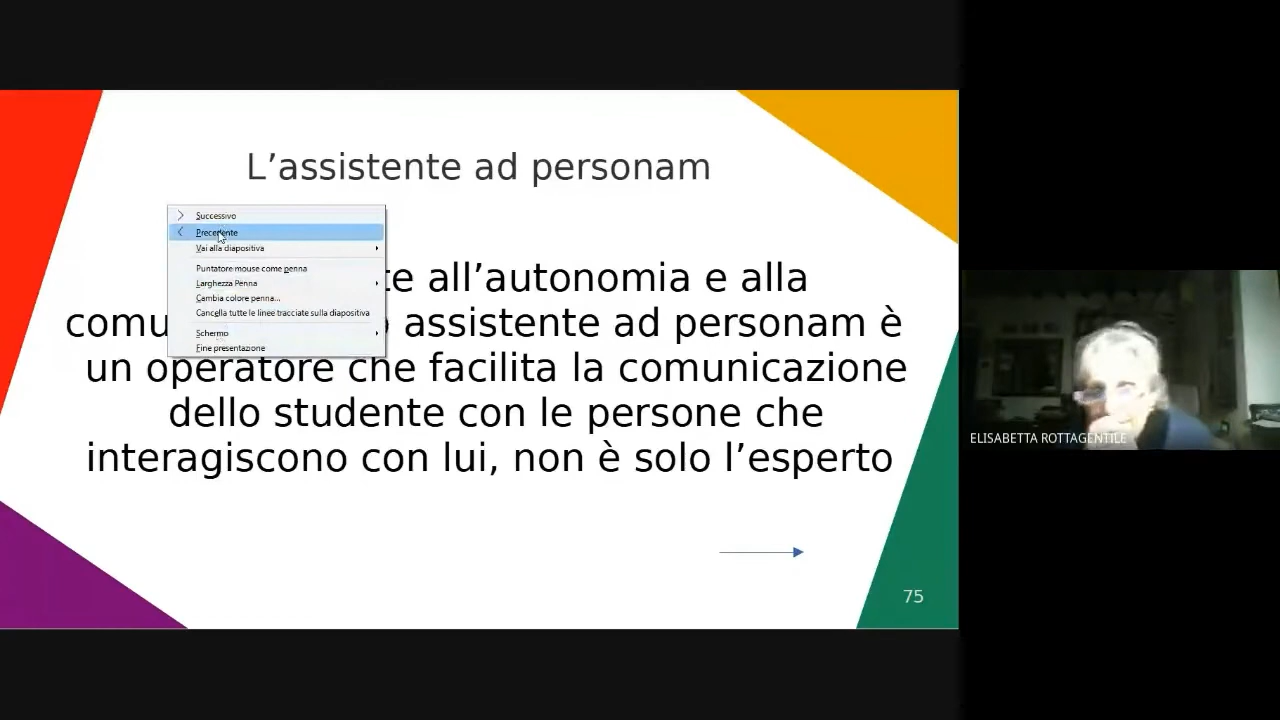 L’assistente ad personam
Successivo
Precedente
Vai alla diapositiva
Puntatore mouse come penna
Larghezza Penna
Cambia colore penna...
Cancella tutte le linee tracciate sulla diapositiva
Schermo
Fine presentazione
te all’autonomia e alla
comu assistente ad personam è
un operatore che facilita la comunicazione
dello studente con le persone che
interagiscono con lui, non è solo l’esperto
75
ELISABETTA ROTTAGENTILE